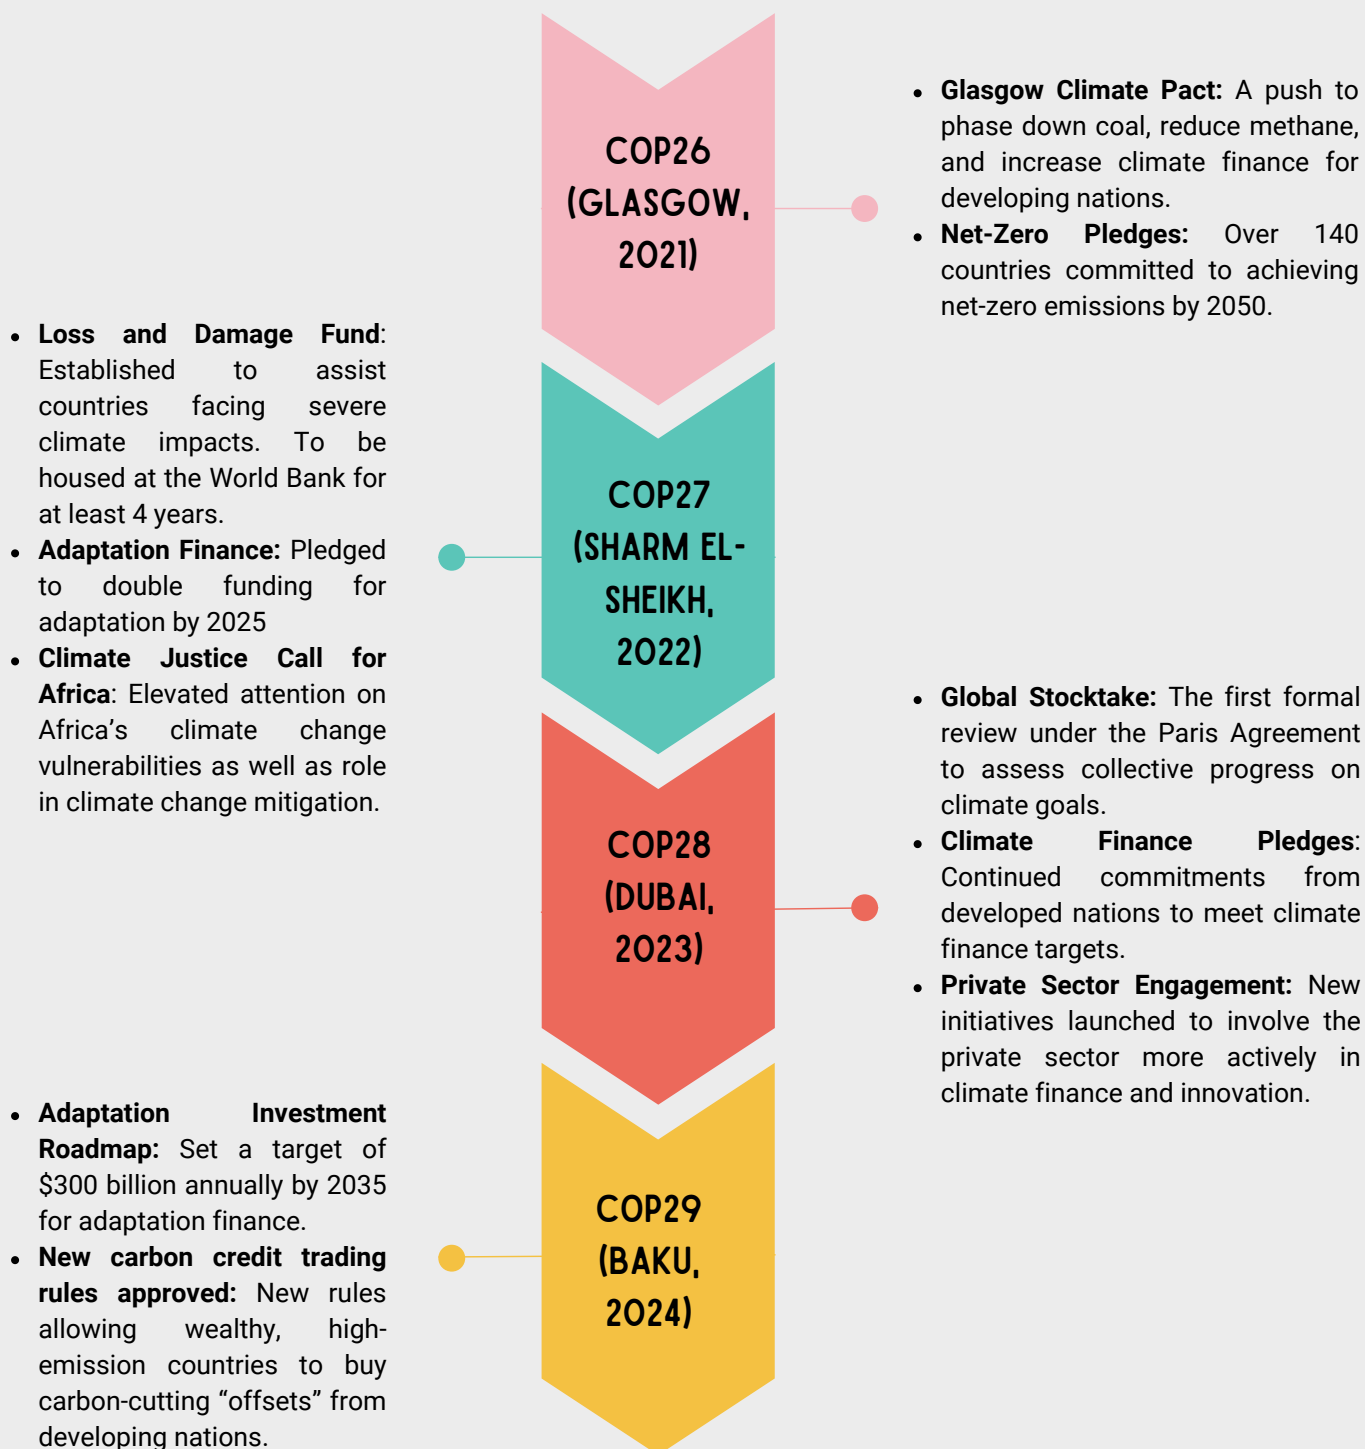 COP26
(GLASGOW,
2021)
• Glasgow Climate Pact: A push to
phase down coal, reduce methane,
and increase climate finance for
developing nations.
• Net-Zero Pledges: Over 140
countries committed to achieving
net-zero emissions by 2050.
COP27
(SHARM EL-
SHEIKH,
2022)
• Loss and Damage Fund:
Established to assist
countries facing severe
climate impacts. To be
housed at the World Bank for
at least 4 years.
• Adaptation Finance: Pledged
to double funding for
adaptation by 2025
• Climate Justice Call for
Africa: Elevated attention on
Africa’s climate change
vulnerabilities as well as role
in climate change mitigation.
COP28
(DUBAI,
2023)
• Global Stocktake: The first formal
review under the Paris Agreement
to assess collective progress on
climate goals.
• Climate Finance Pledges:
Continued commitments from
developed nations to meet climate
finance targets.
• Private Sector Engagement: New
initiatives launched to involve the
private sector more actively in
climate finance and innovation.
COP29
(BAKU,
2024)
• Adaptation Investment
Roadmap: Set a target of
$300 billion annually by 2035
for adaptation finance.
• New carbon credit trading
rules approved: New rules
allowing wealthy, high-
emission countries to buy
carbon-cutting “offsets” from
developing nations.